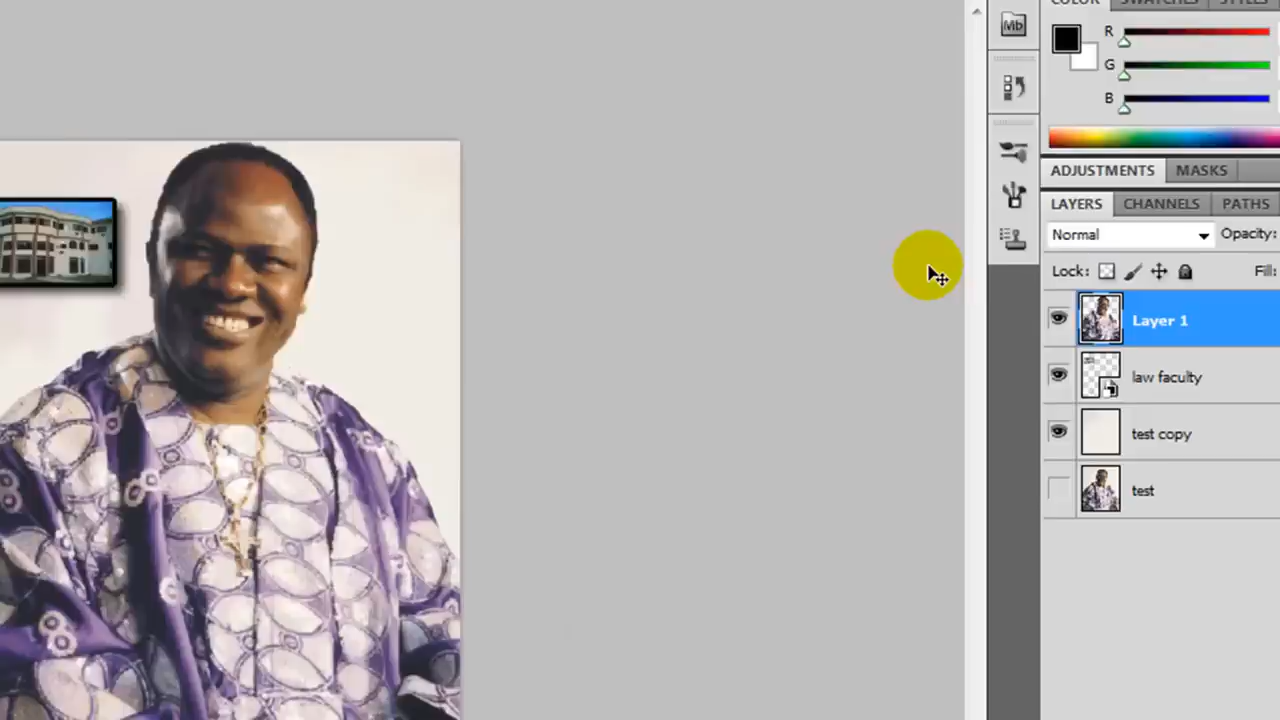 COLOR SWATCHES STYLES
Mb
R
G
B
ADJUSTMENTS MASKS
LAYERS CHANNELS PATHS
Normal Opacity:
Lock: Fill:
Layer 1
law faculty
test copy
test